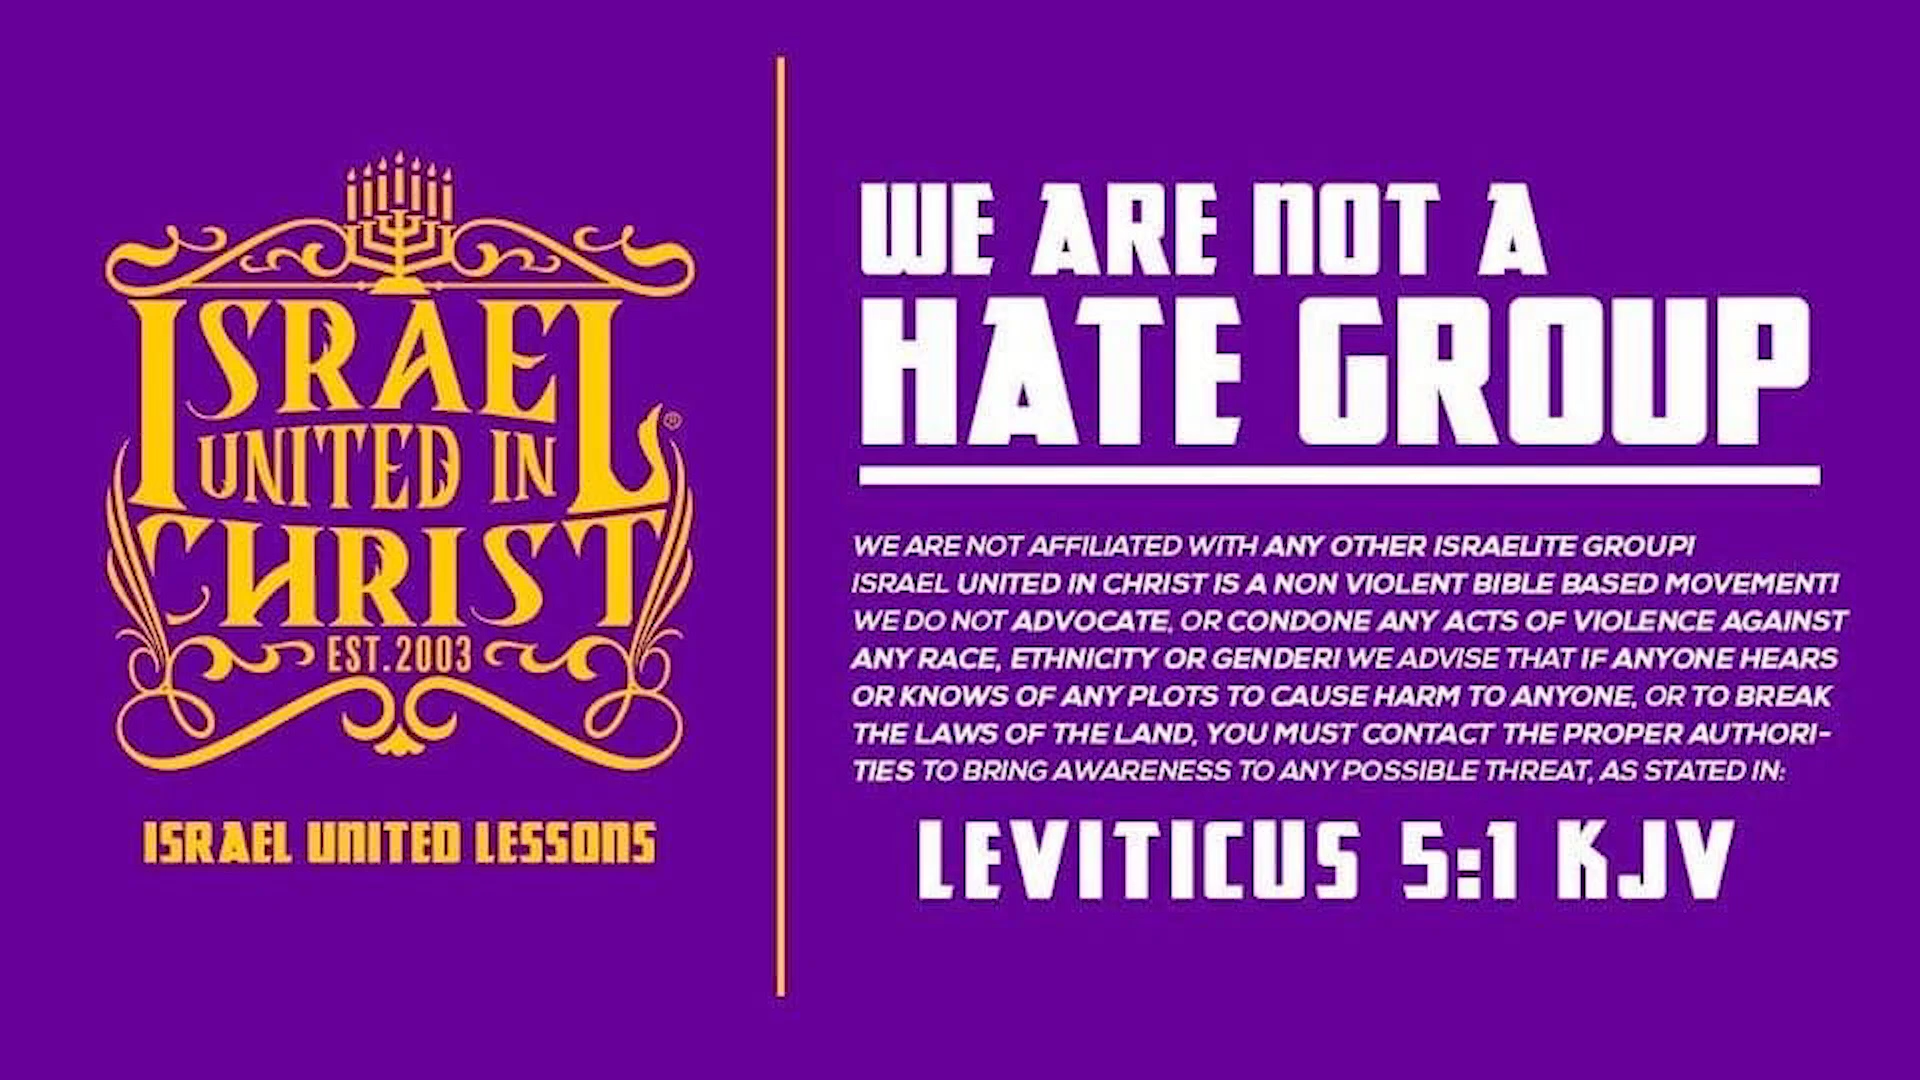 ISRAEL
UNITED IN
CHRIST
®
EST.2003
ISRAEL UNITED LESSONS
WE ARE NOT A
HATE GROUP
WE ARE NOT AFFILIATED WITH ANY OTHER ISRAELITE GROUP!
ISRAEL UNITED IN CHRIST IS A NON VIOLENT BIBLE BASED MOVEMENT!
WE DO NOT ADVOCATE, OR CONDONE ANY ACTS OF VIOLENCE AGAINST
ANY RACE, ETHNICITY OR GENDER! WE ADVISE THAT IF ANYONE HEARS
OR KNOWS OF ANY PLOTS TO CAUSE HARM TO ANYONE, OR TO BREAK
THE LAWS OF THE LAND, YOU MUST CONTACT THE PROPER AUTHORI-
TIES TO BRING AWARENESS TO ANY POSSIBLE THREAT, AS STATED IN:
LEVITICUS 5:1 KJV